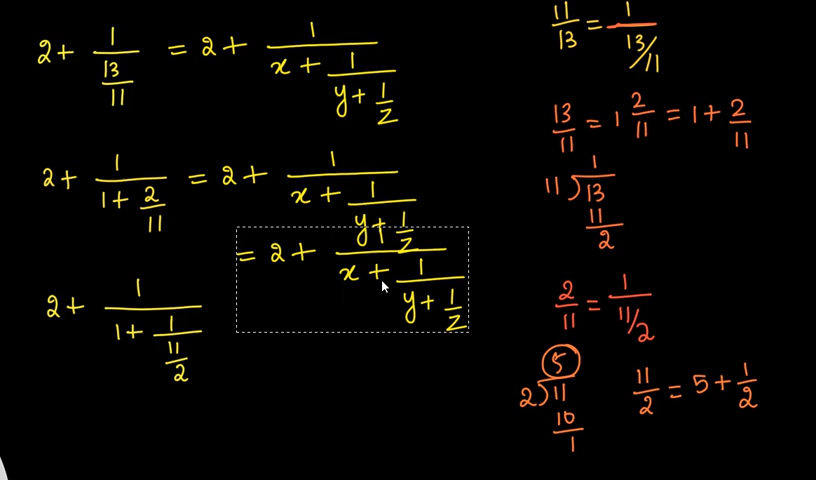 2 + 1/(13/11) = 2 + 1/(x + 1/(y + 1/z))
2 + 1/(1 + 2/11) = 2 + 1/(x + 1/(y + 1/z))
= 2 + 1/(x + 1/(y + 1/z))
2 + 1/(1 + 1/(11/2))
11/13 = 1/(13/11)
13/11 = 1 2/11 = 1 + 2/11
1
11)13
11
2
2/11 = 1/(11/2)
5
2)11
10
1
11/2 = 5 + 1/2